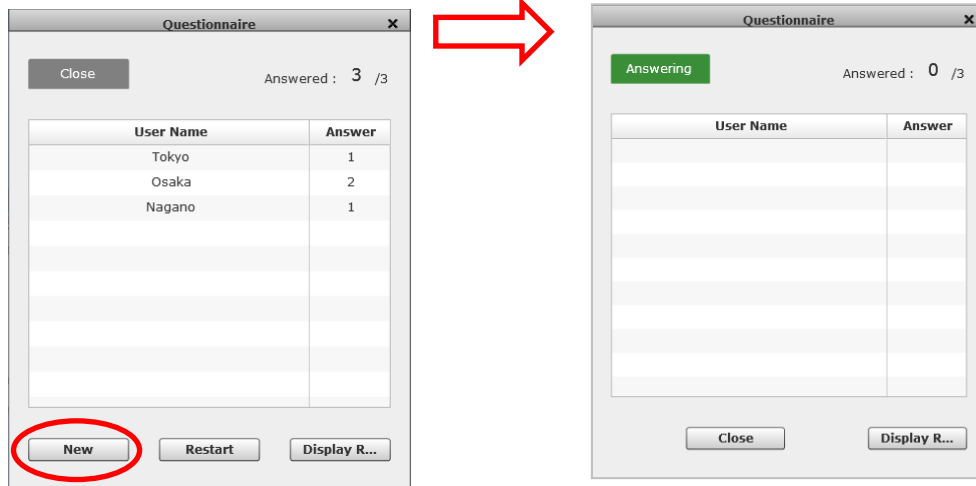 Questionnaire x
Close Answered : 3 /3
User Name Answer
Tokyo 1
Osaka 2
Nagano 1
New Restart Display R...
Questionnaire x
Answering Answered : 0 /3
User Name Answer
Close Display R...